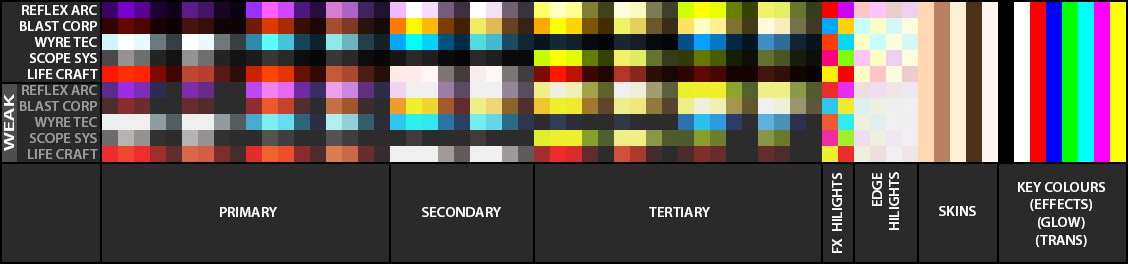 REFLEX ARC
BLAST CORP
WYRE TEC
SCOPE SYS
LIFE CRAFT
WEAK
REFLEX ARC
BLAST CORP
WYRE TEC
SCOPE SYS
LIFE CRAFT
PRIMARY
SECONDARY
TERTIARY
FX HILIGHTS
EDGE
HILIGHTS
SKINS
KEY COLOURS
(EFFECTS)
(GLOW)
(TRANS)